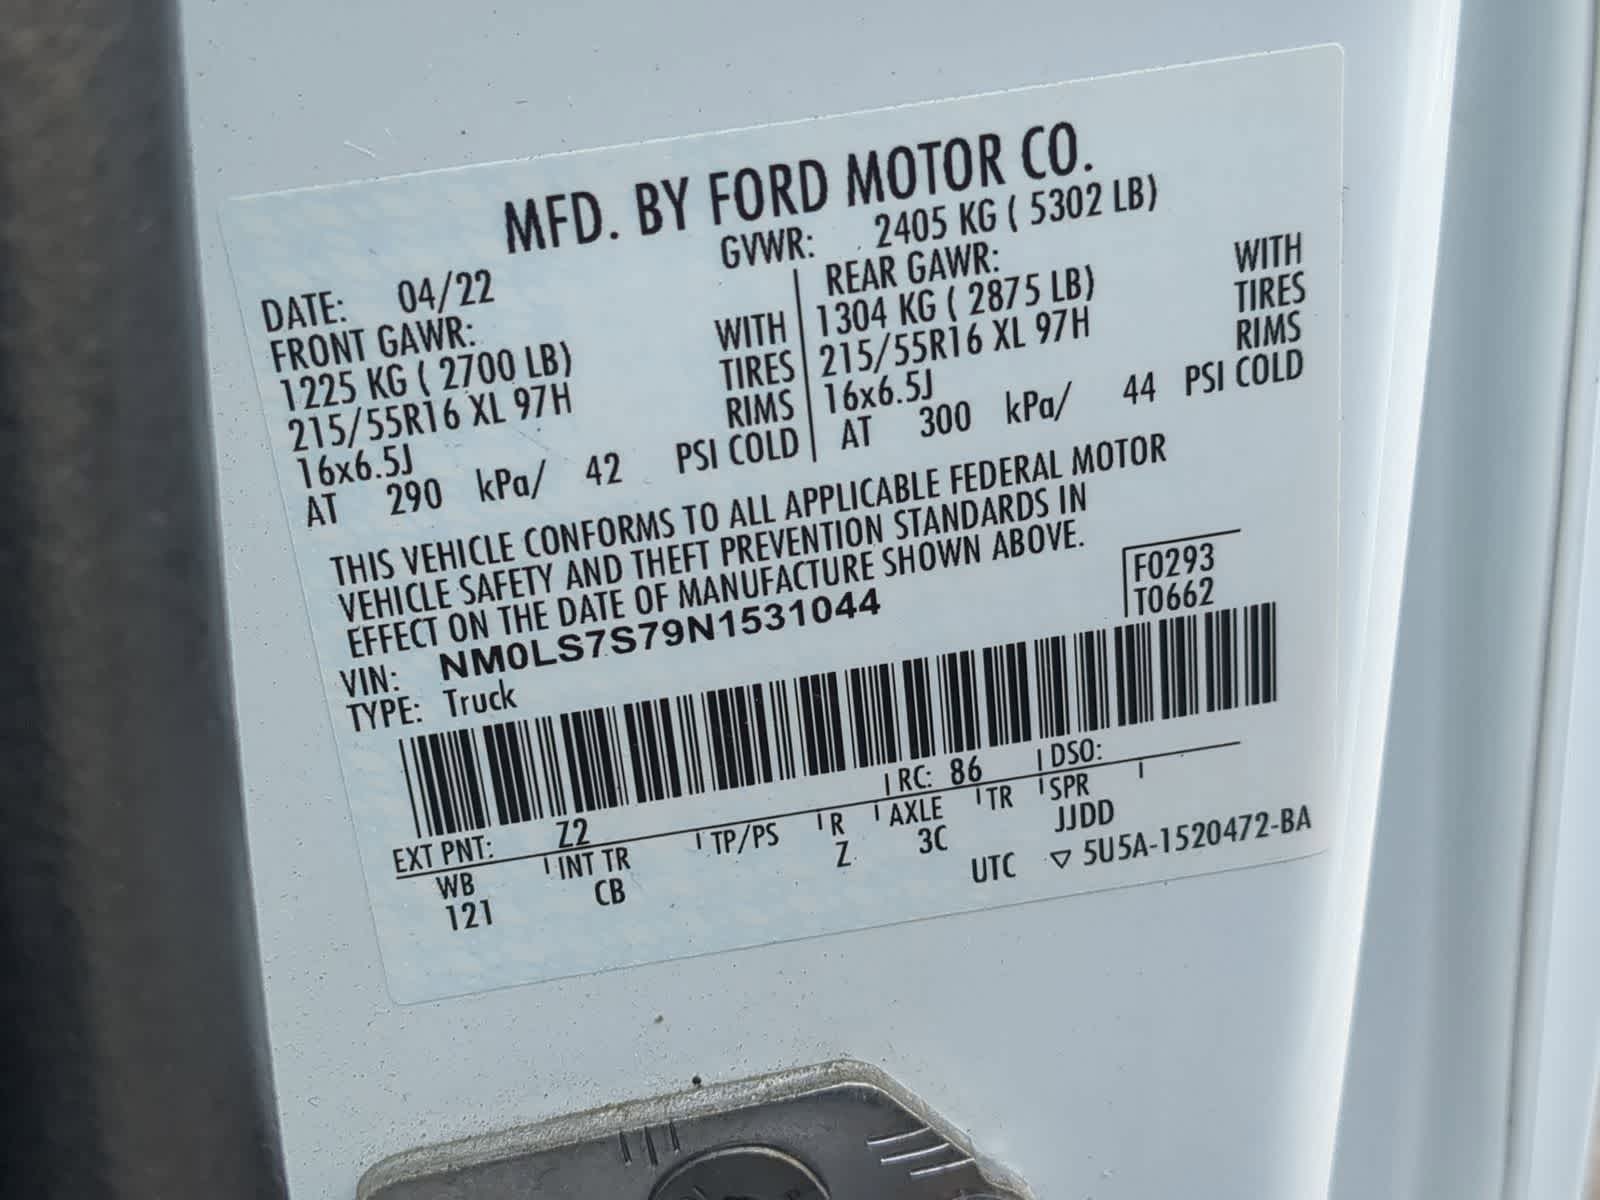 MFD. BY FORD MOTOR CO.
DATE: 04/22 GVWR: 2405 KG ( 5302 LB)
FRONT GAWR: REAR GAWR:
1225 KG ( 2700 LB) WITH 1304 KG ( 2875 LB) WITH
215/55R16 XL 97H TIRES 215/55R16 XL 97H TIRES
16x6.5J RIMS 16x6.5J RIMS
AT 290 kPa/ 42 PSI COLD AT 300 kPa/ 44 PSI COLD
THIS VEHICLE CONFORMS TO ALL APPLICABLE FEDERAL MOTOR
VEHICLE SAFETY AND THEFT PREVENTION STANDARDS IN
EFFECT ON THE DATE OF MANUFACTURE SHOWN ABOVE.
VIN: NM0LS7S79N1531044 F0293
TYPE: Truck T0662
EXT PNT: Z2 RC: 86 DSO:
WB INT TR TP/PS R AXLE TR SPR
121 CB Z 3C JJDD
UTC ▽ 5U5A-1520472-BA